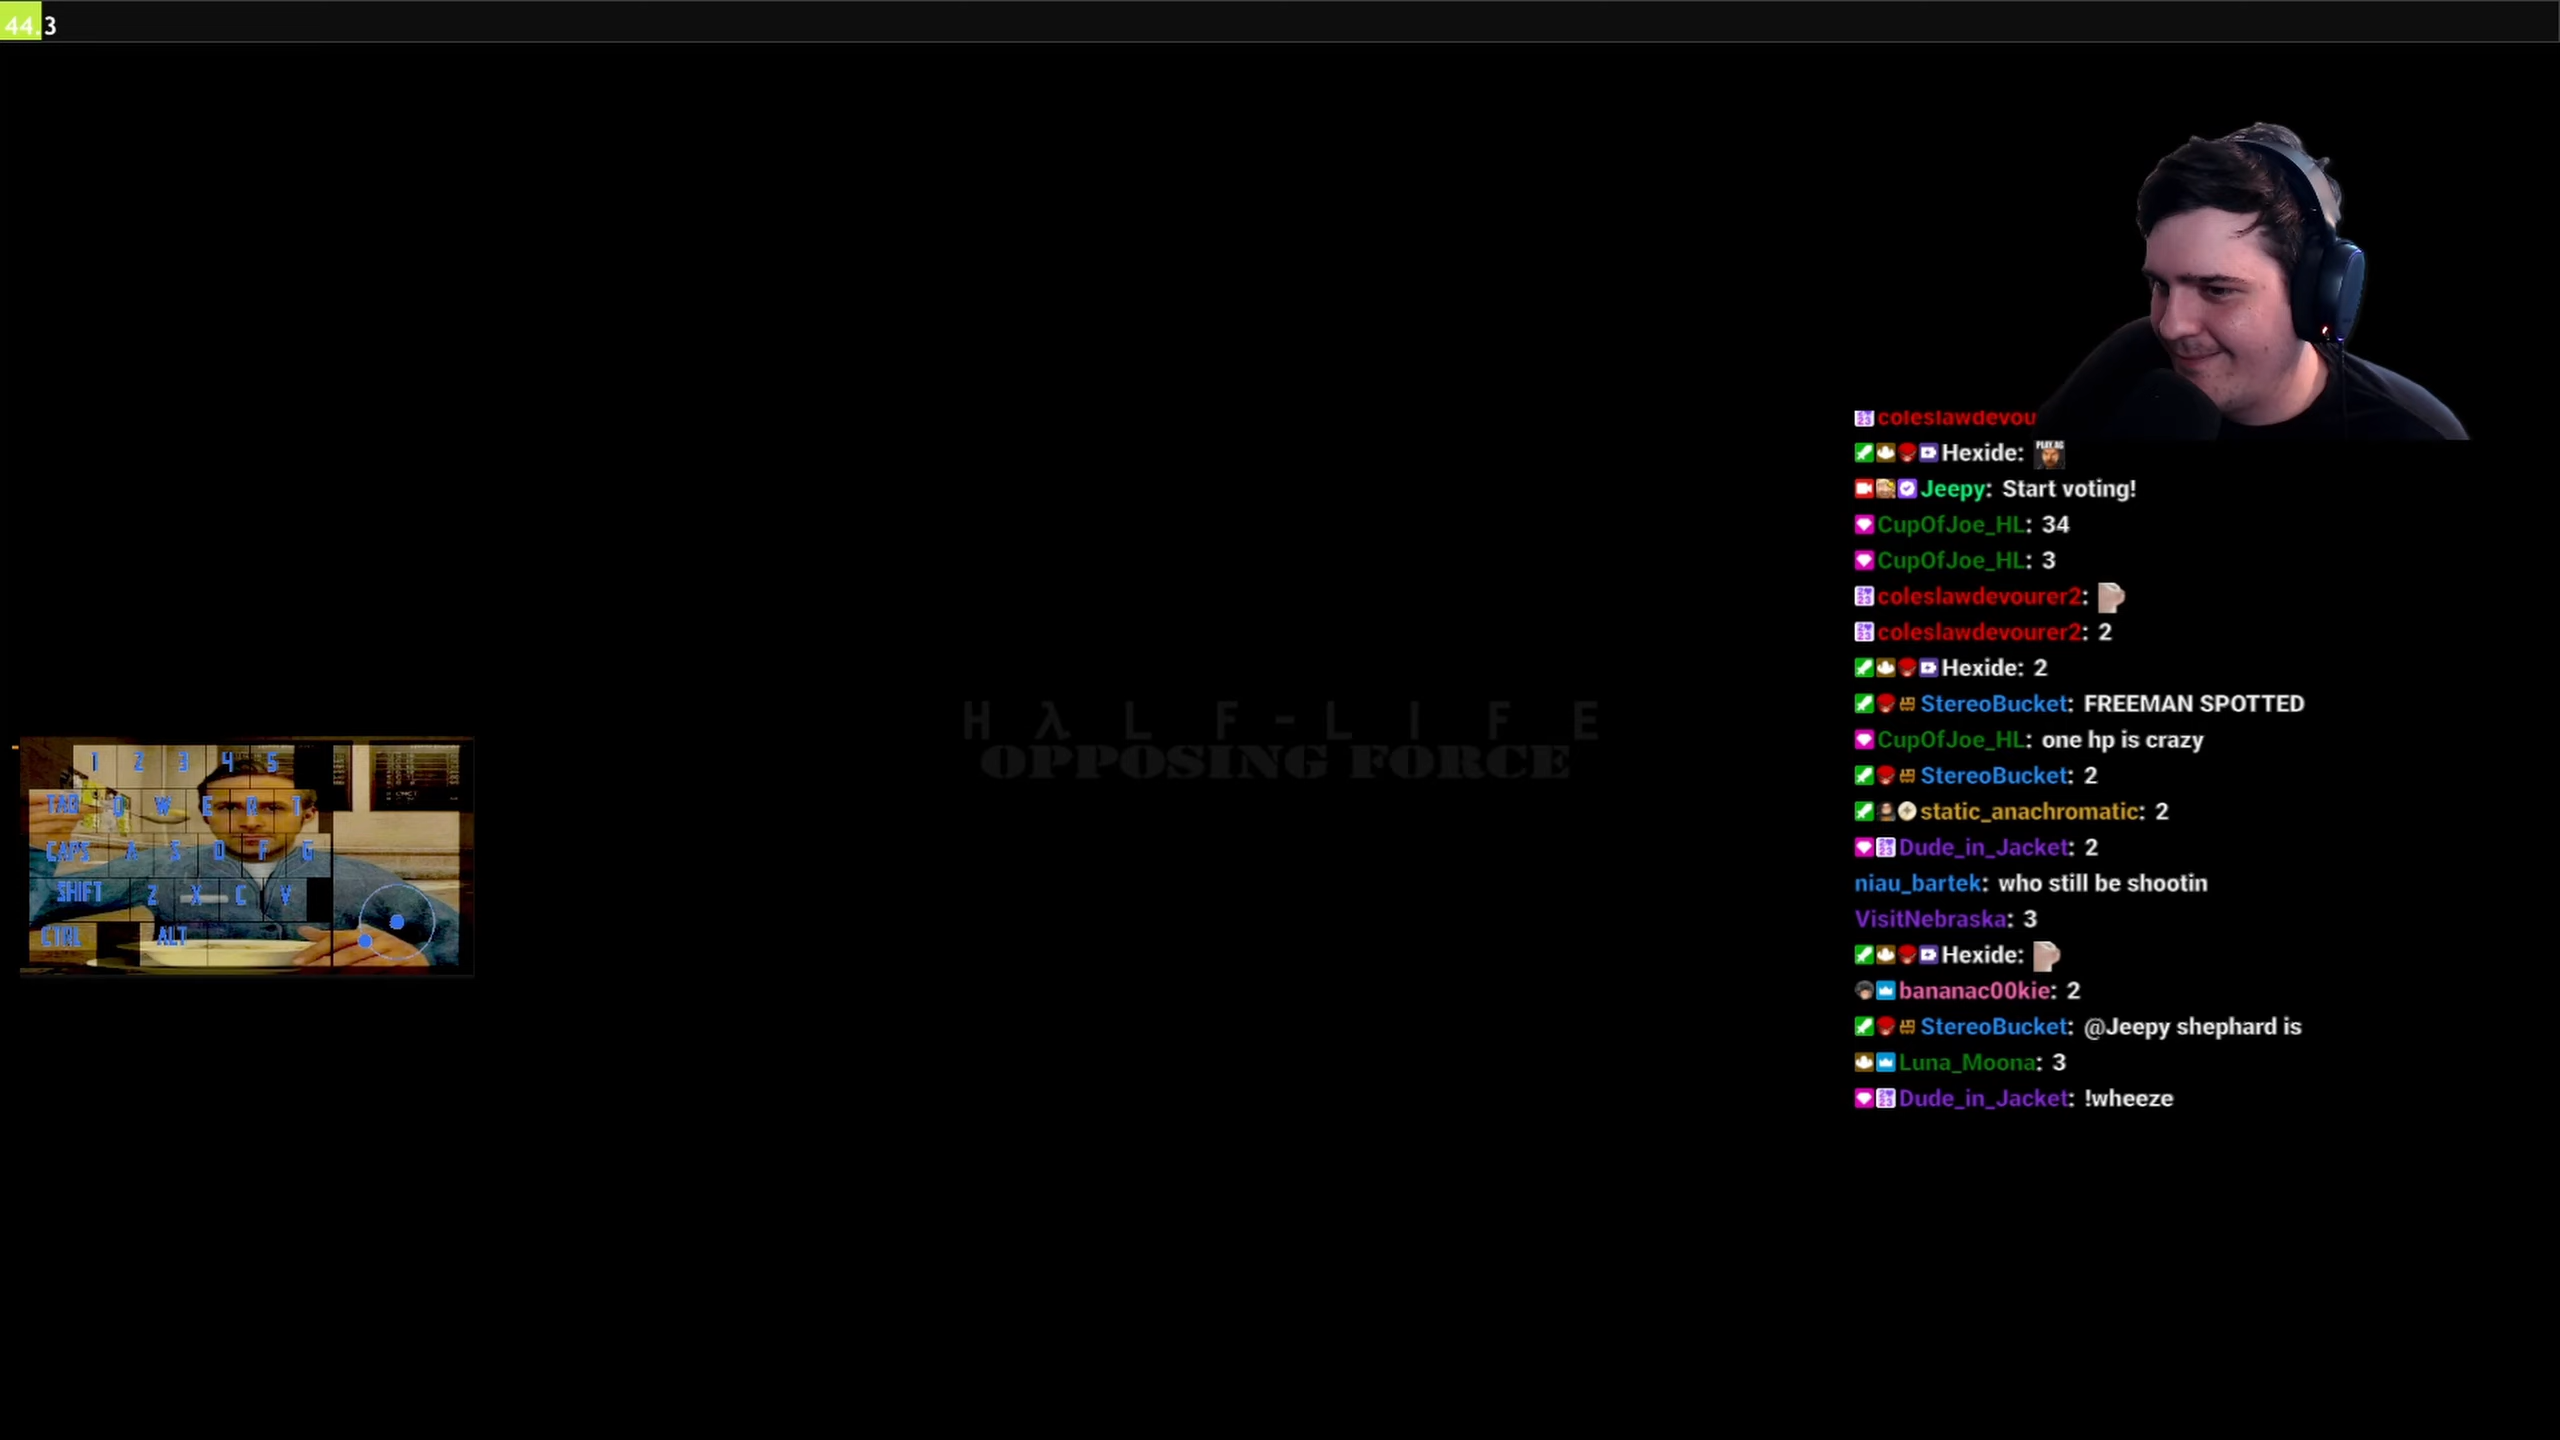 44.3
coleslawdevou
Hexide:
Jeepy: Start voting!
CupOfJoe_HL: 34
CupOfJoe_HL: 3
coleslawdevourer2:
coleslawdevourer2: 2
Hexide: 2
StereoBucket: FREEMAN SPOTTED
CupOfJoe_HL: one hp is crazy
StereoBucket: 2
static_anachromatic: 2
Dude_in_Jacket: 2
niau_bartek: who still be shootin
VisitNebraska: 3
Hexide:
bananac00kie: 2
StereoBucket: @Jeepy shephard is
Luna_Moona: 3
Dude_in_Jacket: !wheeze
HλLF-LIFE
OPPOSING FORCE
1 2 3 4 5
TAB Q W E R T
CAPS A S D F G
SHIFT Z X C V
CTRL ALT